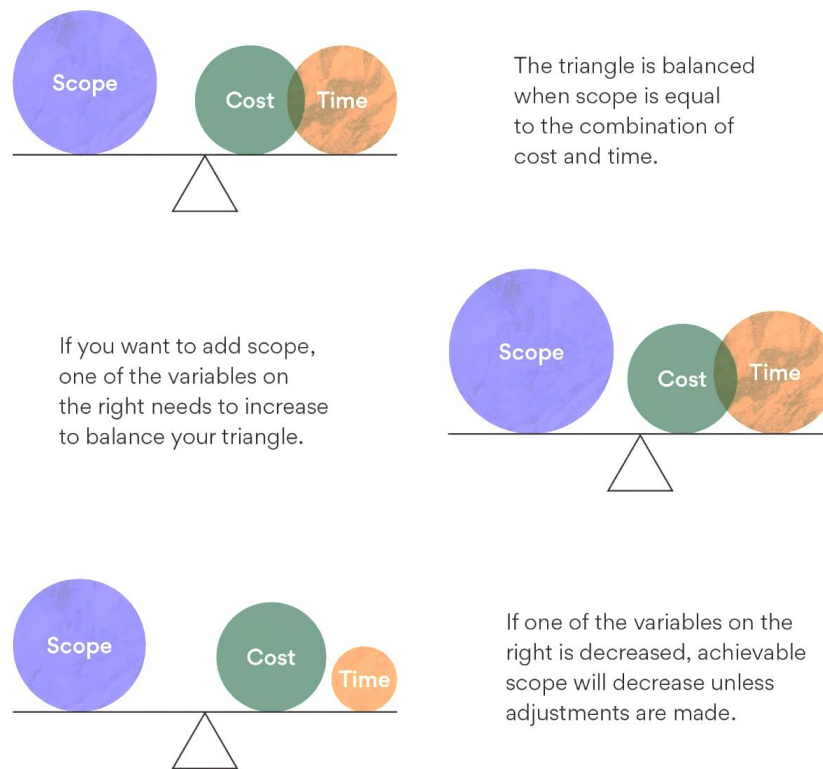 Scope
Cost
Time
The triangle is balanced
when scope is equal
to the combination of
cost and time.
If you want to add scope,
one of the variables on
the right needs to increase
to balance your triangle.
Scope
Cost
Time
Scope
Cost
Time
If one of the variables on the
right is decreased, achievable
scope will decrease unless
adjustments are made.